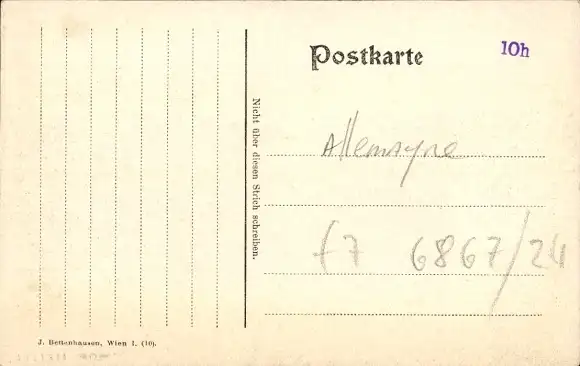 Postkarte
10h
Nicht über diesen Strich schreiben.
Allemagne
f7 6867/24
J. Bettenhausen, Wien I. (10).